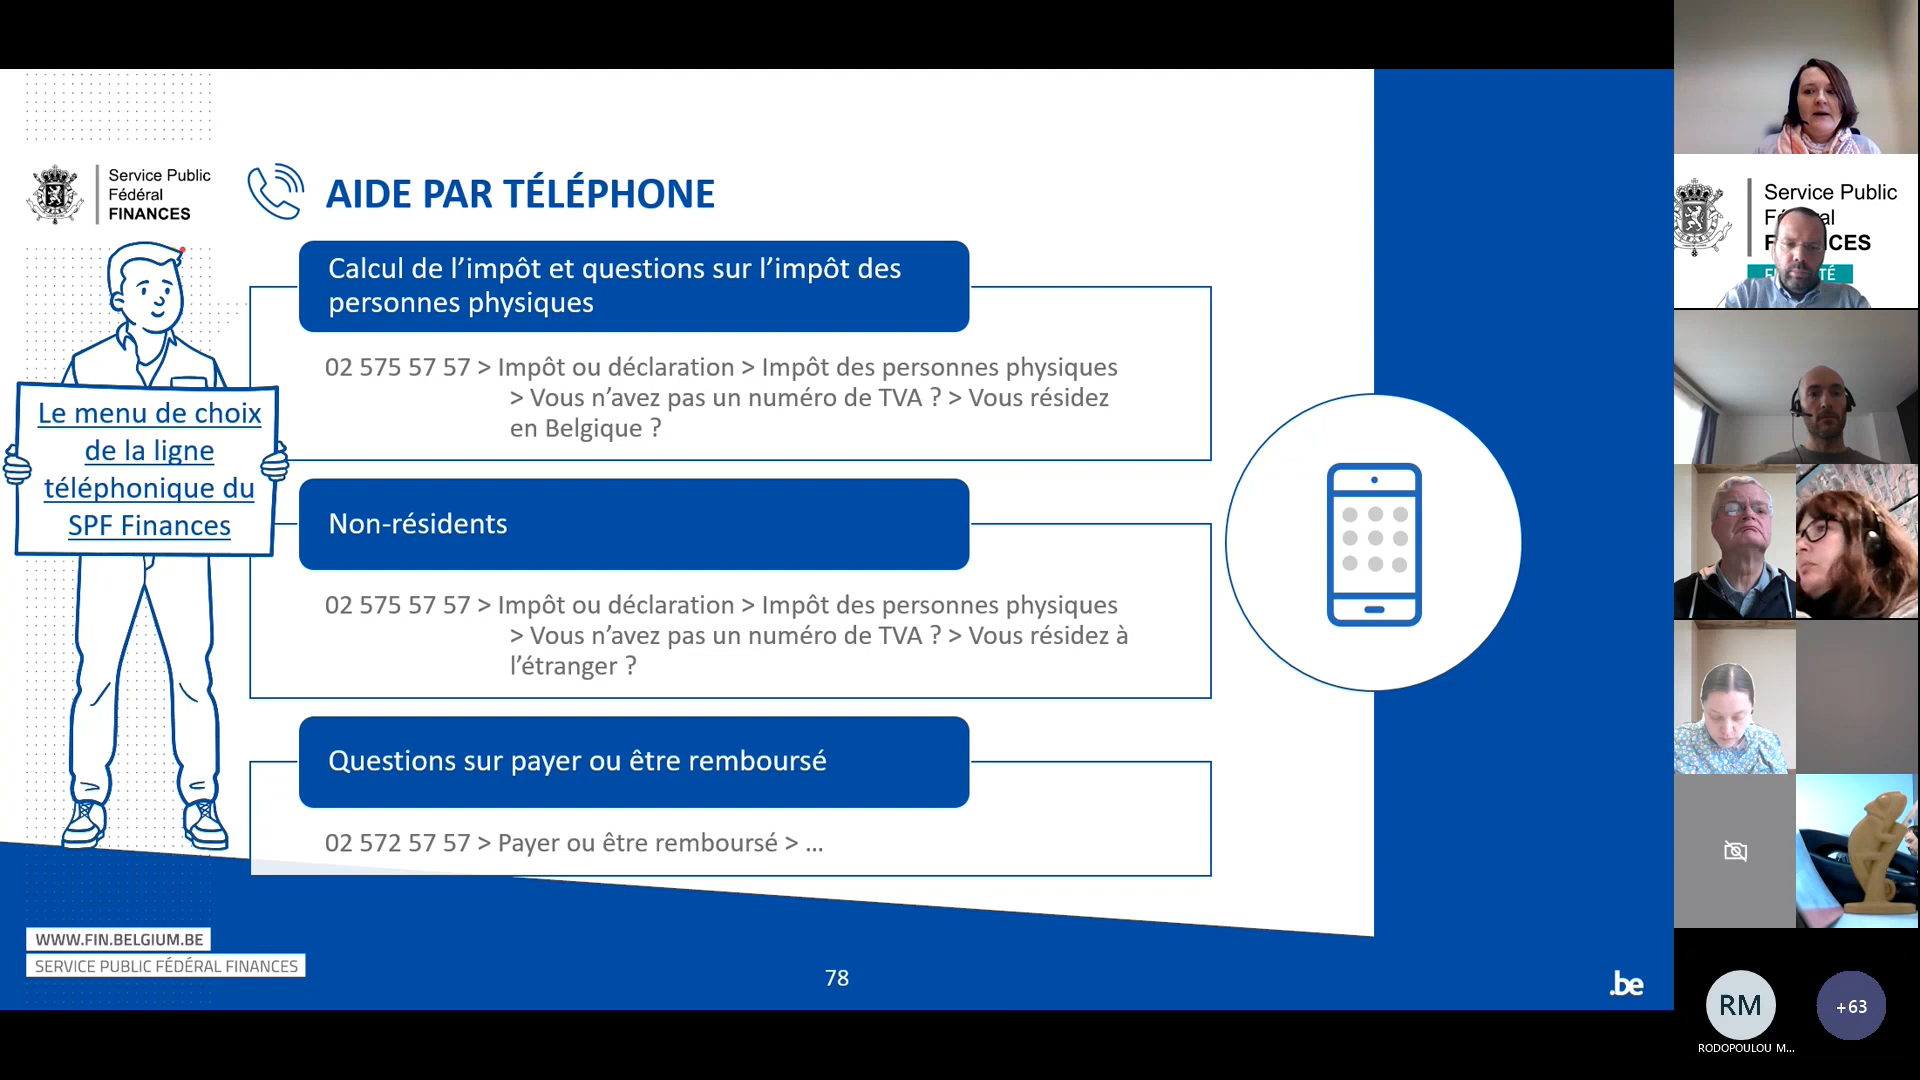 Service Public
Fédéral
FINANCES
AIDE PAR TÉLÉPHONE
Calcul de l’impôt et questions sur l’impôt des
personnes physiques
02 575 57 57 > Impôt ou déclaration > Impôt des personnes physiques
> Vous n’avez pas un numéro de TVA ? > Vous résidez
en Belgique ?
Le menu de choix
de la ligne
téléphonique du
SPF Finances
Non-résidents
02 575 57 57 > Impôt ou déclaration > Impôt des personnes physiques
> Vous n’avez pas un numéro de TVA ? > Vous résidez à
l’étranger ?
Questions sur payer ou être remboursé
02 572 57 57 > Payer ou être remboursé > ...
WWW.FIN.BELGIUM.BE
SERVICE PUBLIC FÉDÉRAL FINANCES
78
.be
Service Public
RM
+63
RODOPOULOU M...